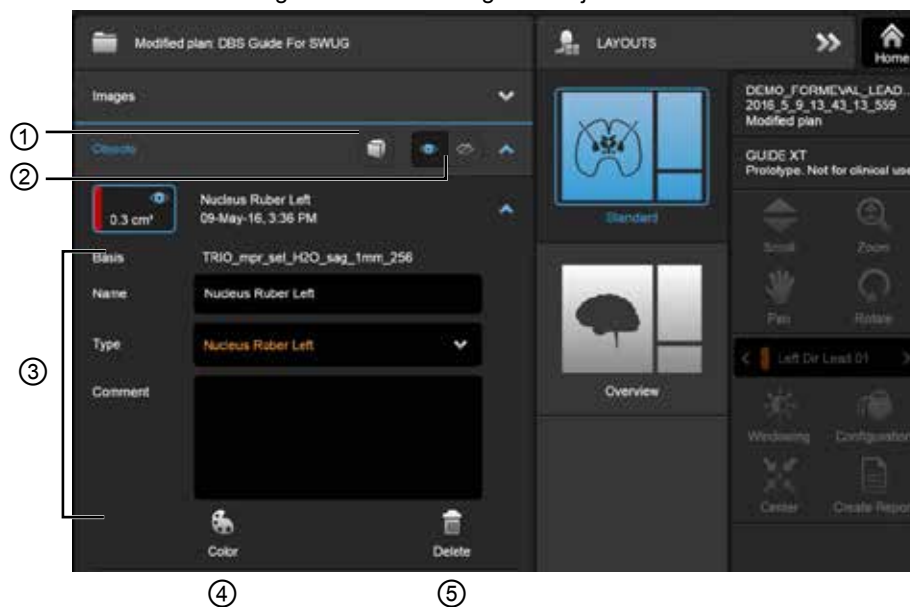 Modified plan: DBS Guide For SWUG
LAYOUTS
Home
Images
DEMO_FORMEVAL_LEAD...
2016_5_9_13_43_13_559
Modified plan
①
Objects
②
GUIDE XT
Prototype. Not for clinical use
0.3 cm³
Nucleus Ruber Left
09-May-16, 3:36 PM
Standard
Scroll
Zoom
Basis
TRIO_mpr_sel_H2O_sag_1mm_256
Name
Nucleus Ruber Left
Pan
Rotate
Type
Nucleus Ruber Left
③
Left Dir Lead 01
Comment
Overview
Windowing
Configuration
Center
Create Report
Color
Delete
④
⑤